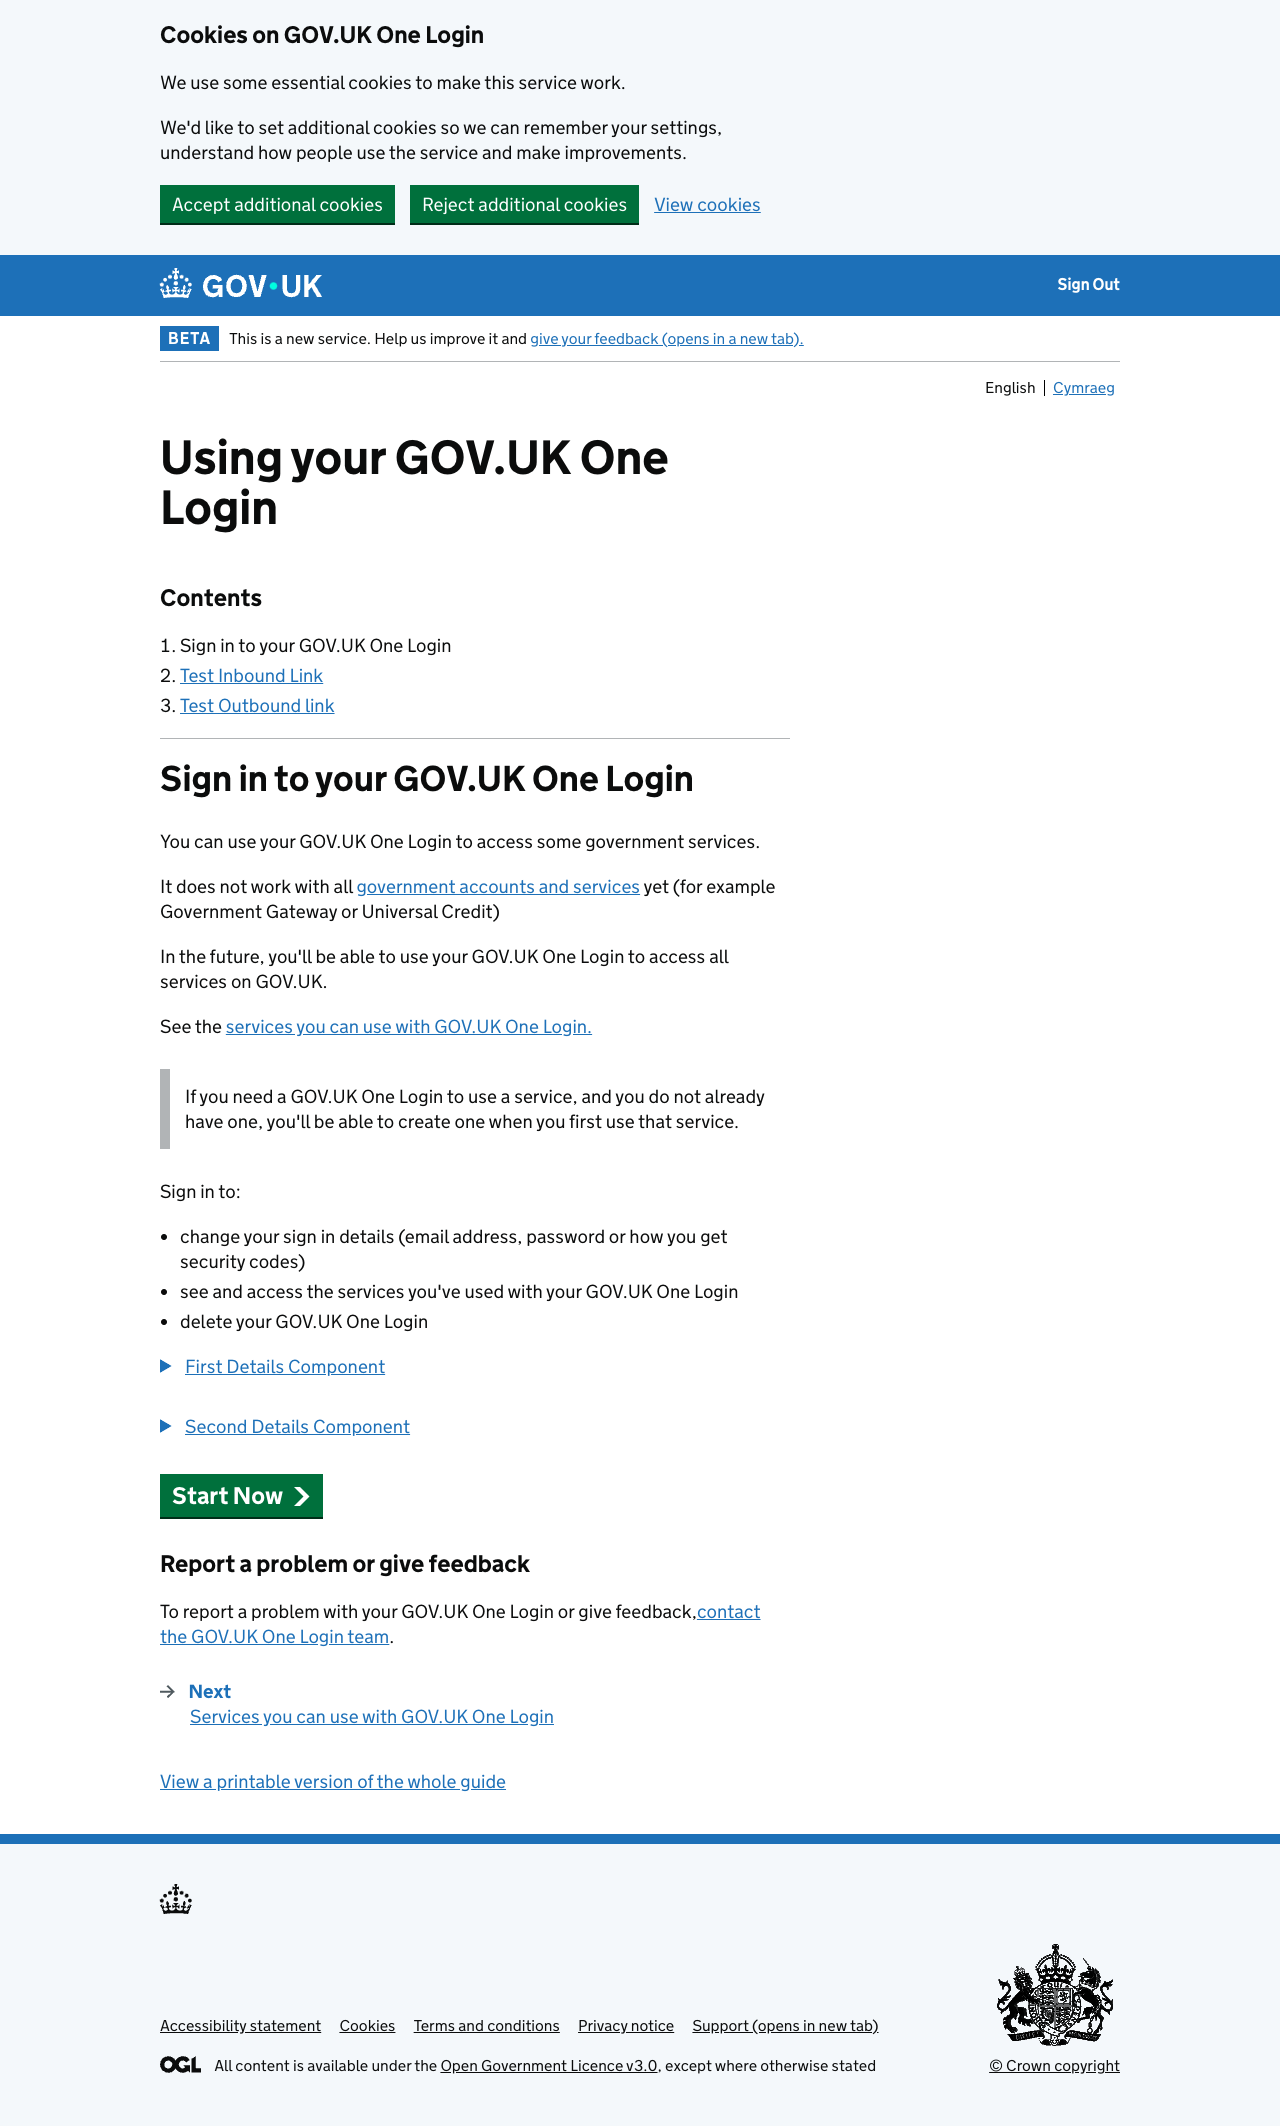 Cookies on GOV.UK One Login
We use some essential cookies to make this service work.
We'd like to set additional cookies so we can remember your settings,
understand how people use the service and make improvements.
Accept additional cookies Reject additional cookies View cookies
GOV·UK Sign Out
BETA This is a new service. Help us improve it and give your feedback (opens in a new tab).
English Cymraeg
Using your GOV.UK One
Login
Contents
1. Sign in to your GOV.UK One Login
2. Test Inbound Link
3. Test Outbound link
Sign in to your GOV.UK One Login
You can use your GOV.UK One Login to access some government services.
It does not work with all government accounts and services yet (for example
Government Gateway or Universal Credit)
In the future, you'll be able to use your GOV.UK One Login to access all
services on GOV.UK.
See the services you can use with GOV.UK One Login.
If you need a GOV.UK One Login to use a service, and you do not already
have one, you'll be able to create one when you first use that service.
Sign in to:
• change your sign in details (email address, password or how you get
security codes)
• see and access the services you've used with your GOV.UK One Login
• delete your GOV.UK One Login
First Details Component
Second Details Component
Start Now
Report a problem or give feedback
To report a problem with your GOV.UK One Login or give feedback,contact
the GOV.UK One Login team.
Next
Services you can use with GOV.UK One Login
View a printable version of the whole guide
Accessibility statement Cookies Terms and conditions Privacy notice Support (opens in new tab)
OGL All content is available under the Open Government Licence v3.0, except where otherwise stated
© Crown copyright